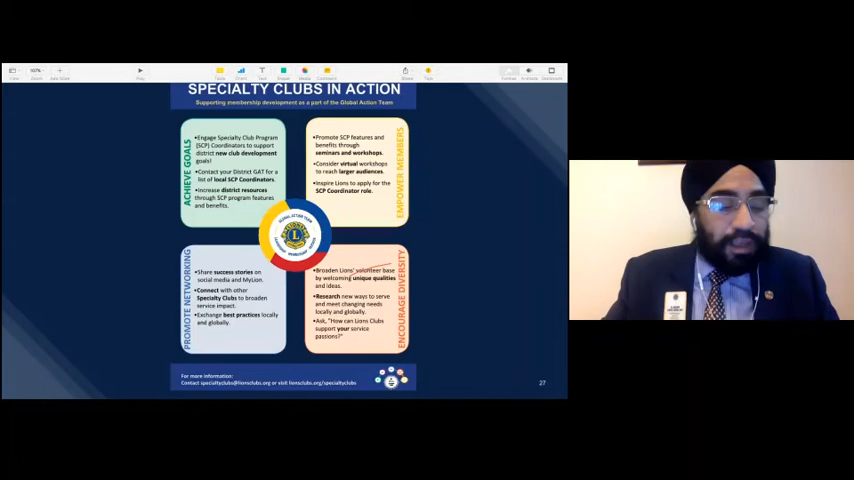 SPECIALTY CLUBS IN ACTION
Supporting membership development as a part of the Global Action Team
ACHIEVE GOALS
•Engage Specialty Club Program
(SCP) Coordinators to support
district new club development
goals!
•Contact your District GAT for a
list of local SCP Coordinators.
•Increase district resources
through SCP program features
and benefits.
•Promote SCP features and
benefits through
seminars and workshops.
•Consider virtual workshops
to reach larger audiences.
•Inspire Lions to apply for the
SCP Coordinator role.
EMPOWER MEMBERS
GLOBAL ACTION TEAM
L
PROMOTE NETWORKING
•Share success stories on
social media and MyLion.
•Connect with other
Specialty Clubs to broaden
service impact.
•Exchange best practices locally
and globally.
•Broaden Lions' volunteer base
by welcoming unique qualities
and ideas.
•Research new ways to serve
and meet changing needs
locally and globally.
•Ask, "How can Lions Clubs
support your service
passions?"
ENCOURAGE DIVERSITY
For more information:
Contact specialtyclubs@lionsclubs.org or visit lionsclubs.org/specialtyclubs
27